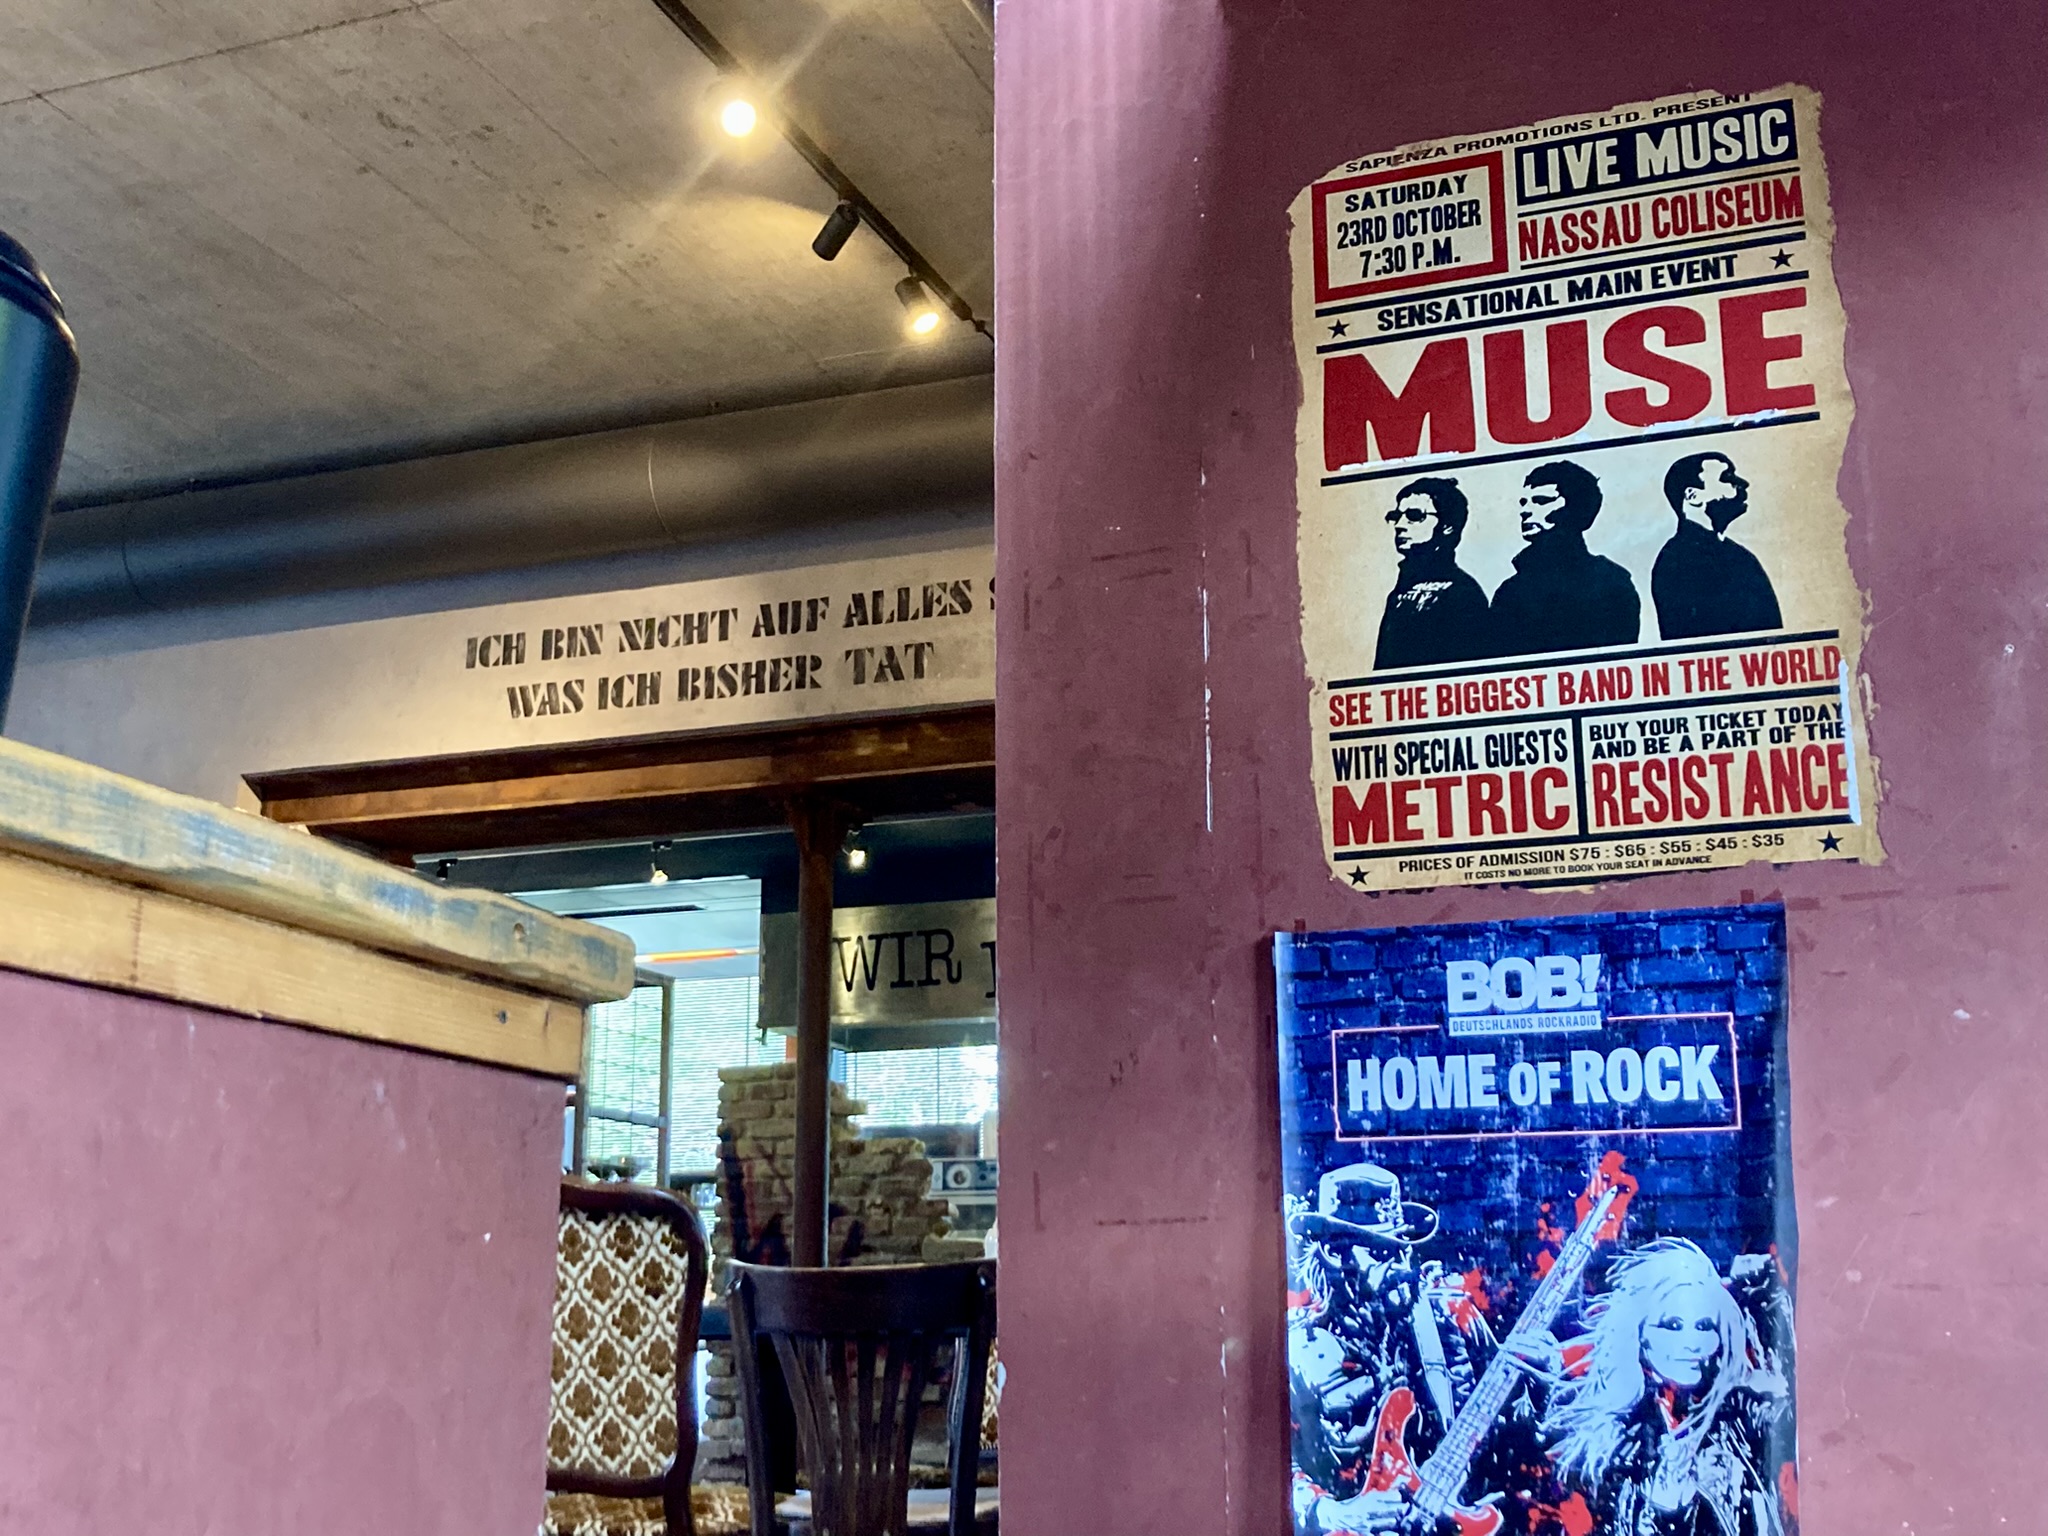 ICH BIN NICHT AUF ALLES
WAS ICH BISHER TAT
WIR
SAPIENZA PROMOTIONS LTD. PRESENT
SATURDAY
23RD OCTOBER
7:30 P.M.
LIVE MUSIC
NASSAU COLISEUM
SENSATIONAL MAIN EVENT
MUSE
SEE THE BIGGEST BAND IN THE WORLD
WITH SPECIAL GUESTS
METRIC
BUY YOUR TICKET TODAY
AND BE A PART OF THE
RESISTANCE
PRICES OF ADMISSION $75 : $65 : $55 : $45 : $35
IT COSTS NO MORE TO BOOK YOUR SEAT IN ADVANCE
BOB!
DEUTSCHLANDS ROCKRADIO
HOME OF ROCK